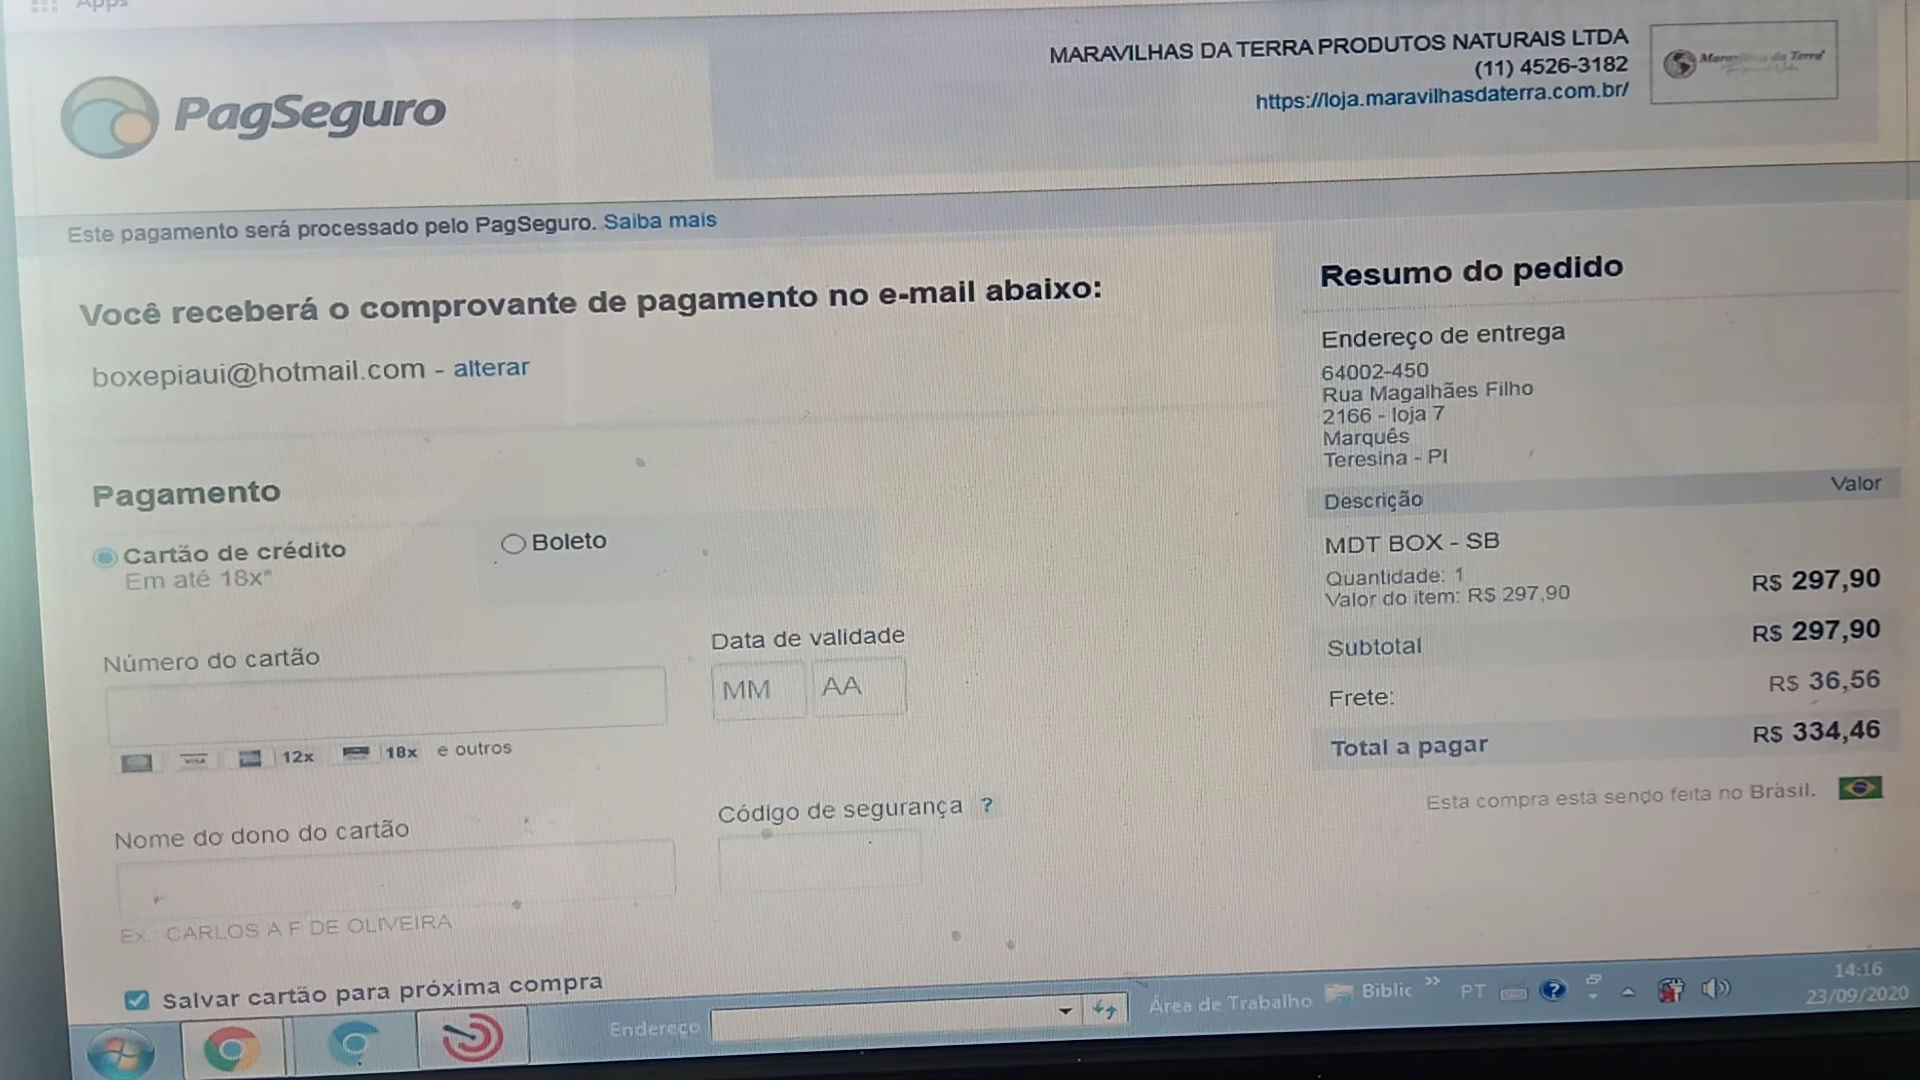 Apps
PagSeguro
MARAVILHAS DA TERRA PRODUTOS NATURAIS LTDA
(11) 4526-3182
https://loja.maravilhasdaterra.com.br/
Maravilhas da Terra
Este pagamento será processado pelo PagSeguro. Saiba mais
Você receberá o comprovante de pagamento no e-mail abaixo:
boxepiaui@hotmail.com - alterar
Pagamento
Cartão de crédito
Em até 18x*
Boleto
Número do cartão
Data de validade
MM
AA
VISA
12x
18x
e outros
Nome do dono do cartão
Código de segurança ?
Ex.: CARLOS A F DE OLIVEIRA
Salvar cartão para próxima compra
Resumo do pedido
Endereço de entrega
64002-450
Rua Magalhães Filho
2166 - loja 7
Marquês
Teresina - PI
Descrição Valor
MDT BOX - SB
Quantidade: 1
Valor do item: R$ 297,90
R$ 297,90
Subtotal R$ 297,90
Frete: R$ 36,56
Total a pagar R$ 334,46
Esta compra está sendo feita no Brasil.
Endereço
Área de Trabalho
Biblic »
PT
14:16
23/09/2020